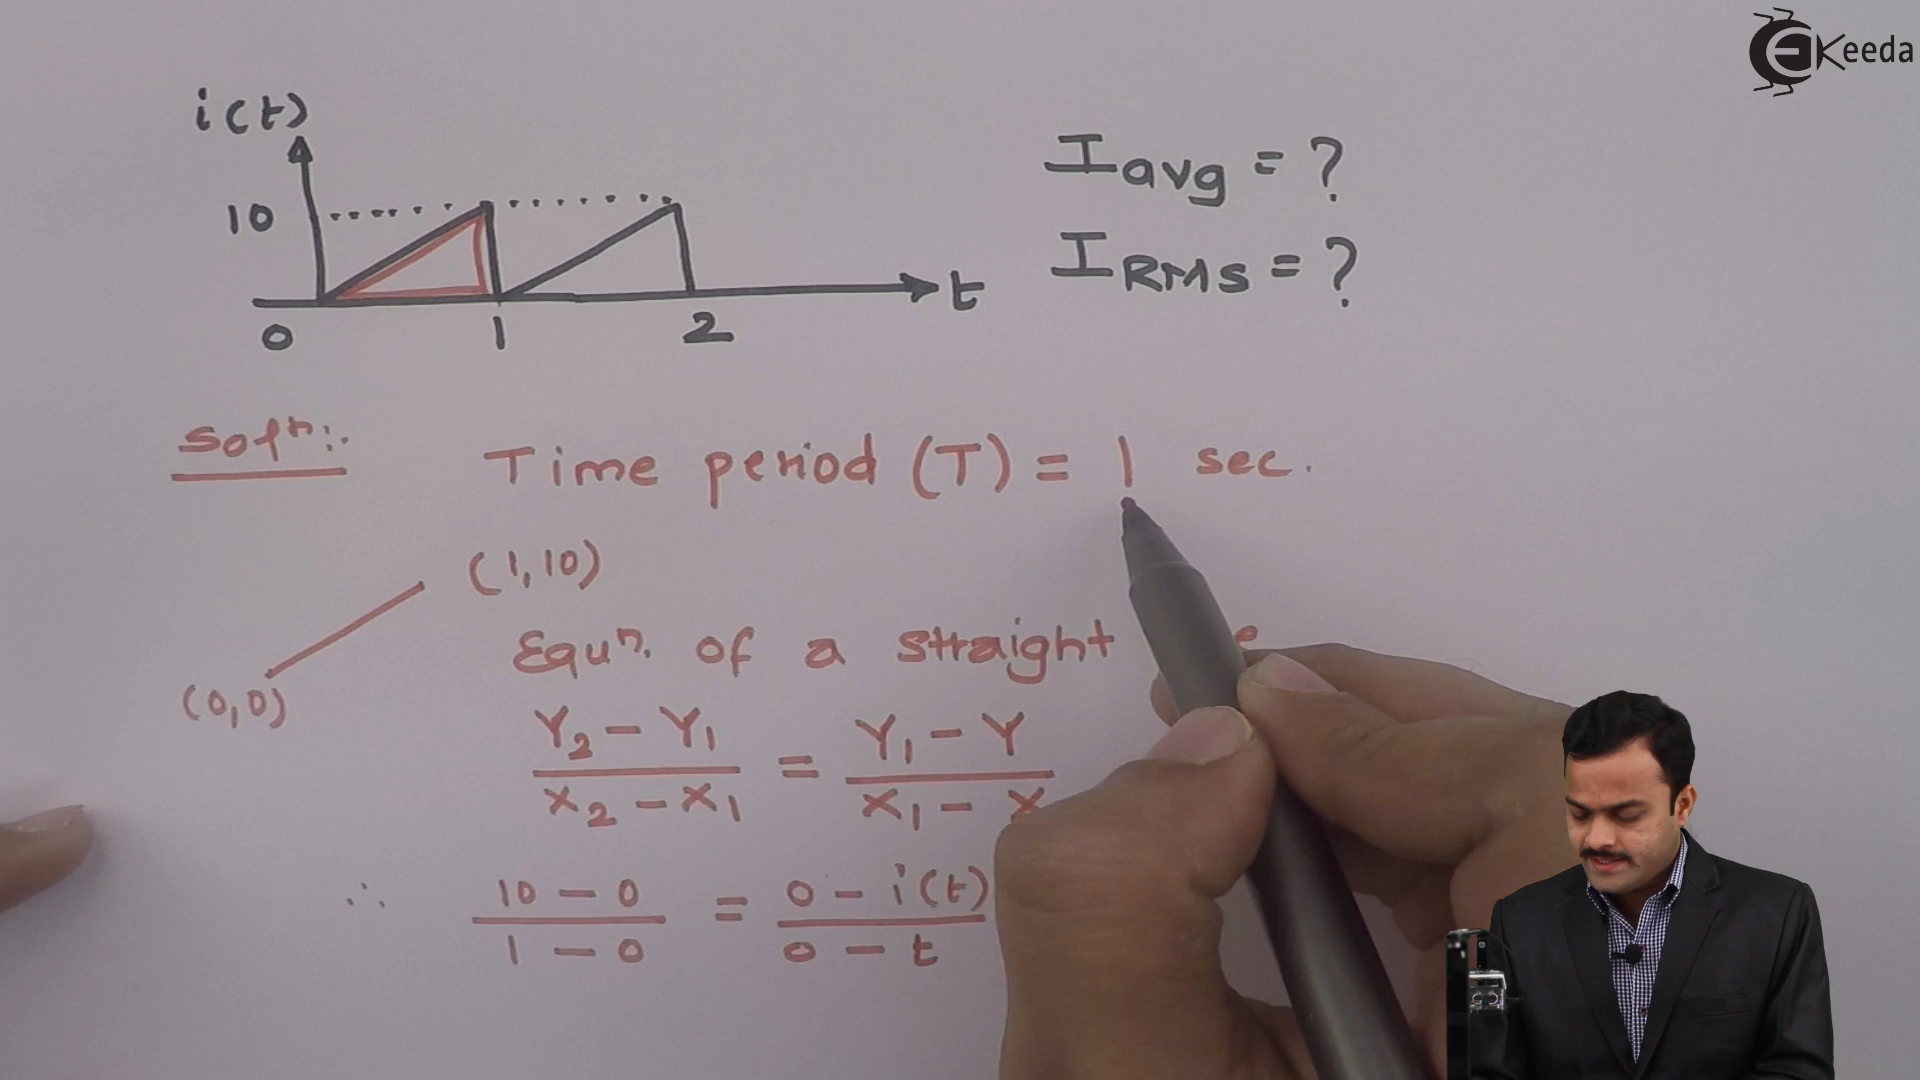 eKeeda
i(t)
10
0 1 2 t
Iavg = ?
IRMS = ?
Solⁿ:
Time period (T) = 1 sec.
(1,10)
(0,0)
Equⁿ. of a straight
Y₂ - Y₁ / X₂ - X₁ = Y₁ - Y / X₁ - X
∴ 10 - 0 / 1 - 0 = 0 - i(t) / 0 - t